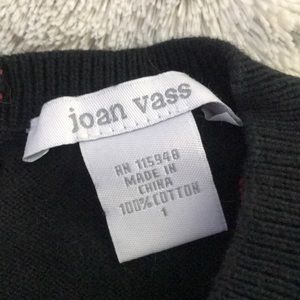 joan vass
RN 115948
MADE IN
CHINA
100% COTTON
1